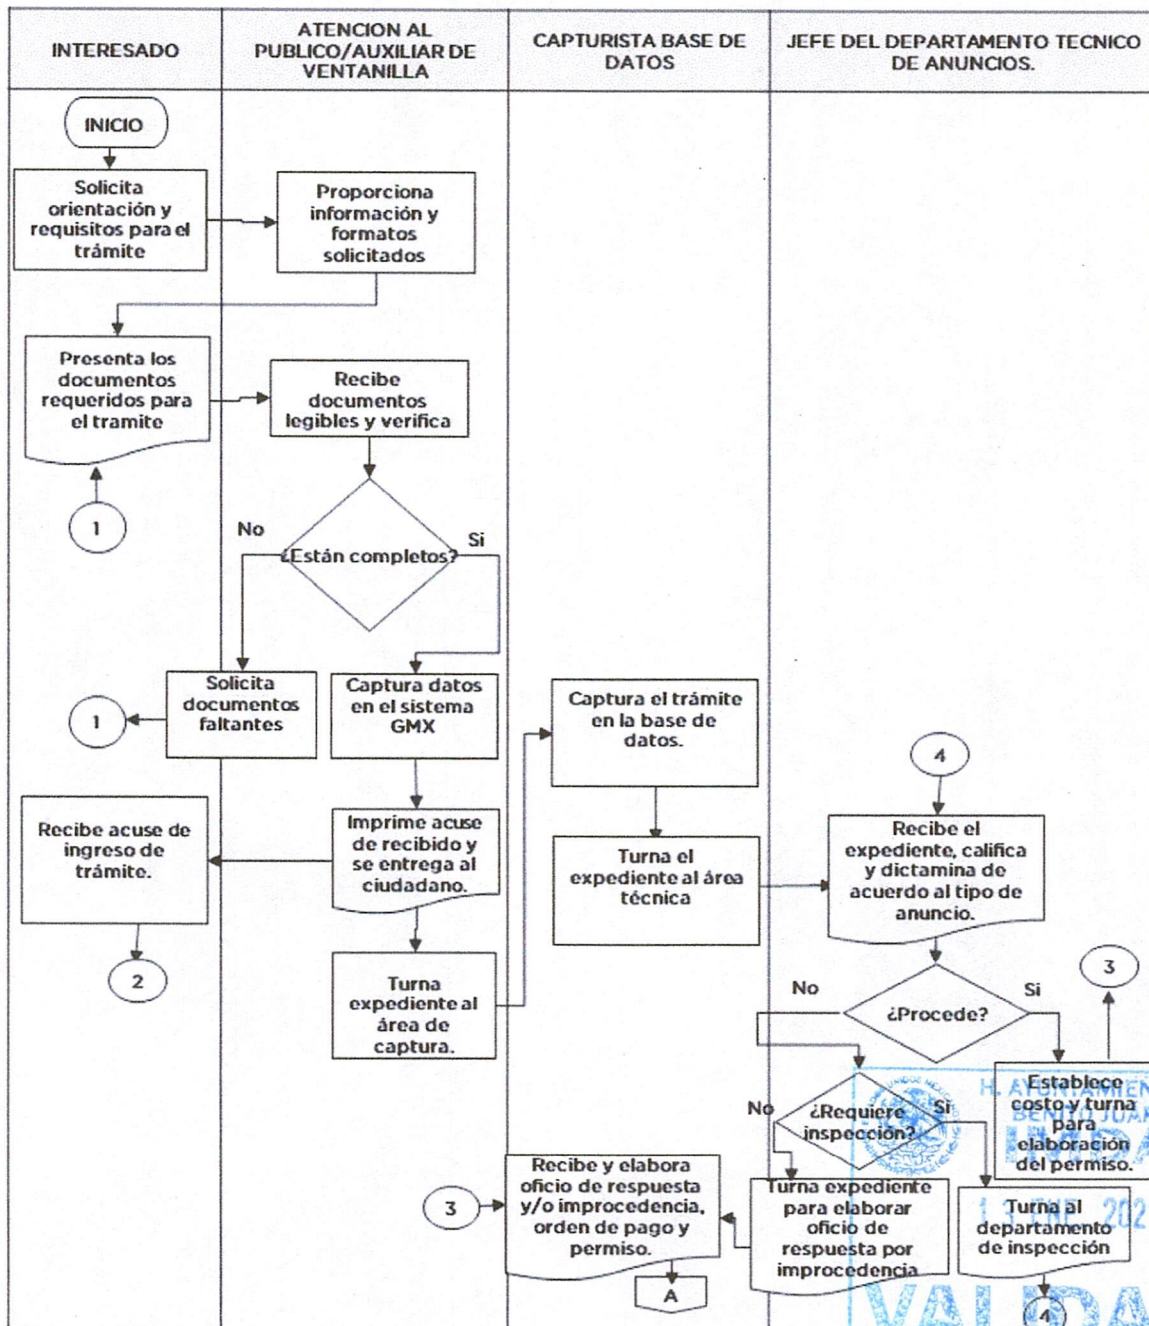 INTERESADO
ATENCION AL
PUBLICO/AUXILIAR DE
VENTANILLA
CAPTURISTA BASE DE
DATOS
JEFE DEL DEPARTAMENTO TECNICO
DE ANUNCIOS.
INICIO
Solicita
orientación y
requisitos para el
trámite
Proporciona
información y
formatos
solicitados
Presenta los
documentos
requeridos para
el tramite
Recibe
documentos
legibles y verifica
1
No
¿Están completos?
Si
Solicita
documentos
faltantes
1
Captura datos
en el sistema
GMX
Captura el trámite
en la base de
datos.
4
Recibe acuse de
ingreso de
trámite.
Imprime acuse
de recibido y
se entrega al
ciudadano.
Turna el
expediente al área
técnica
Recibe el
expediente, califica
y dictamina de
acuerdo al tipo de
anuncio.
2
Turna
expediente al
área de
captura.
3
No
¿Procede?
Si
Establece
costo y turna
para
elaboración
del permiso.
No
¿Requiere
inspección?
Si
3
Recibe y elabora
oficio de respuesta
y/o improcedencia,
orden de pago y
permiso.
Turna expediente
para elaborar
oficio de
respuesta por
improcedencia
Turna al
departamento
de inspección
A
4
H. AYUNTAMIEN
BENITO JUÁR
13 ENE 202
VALIDA